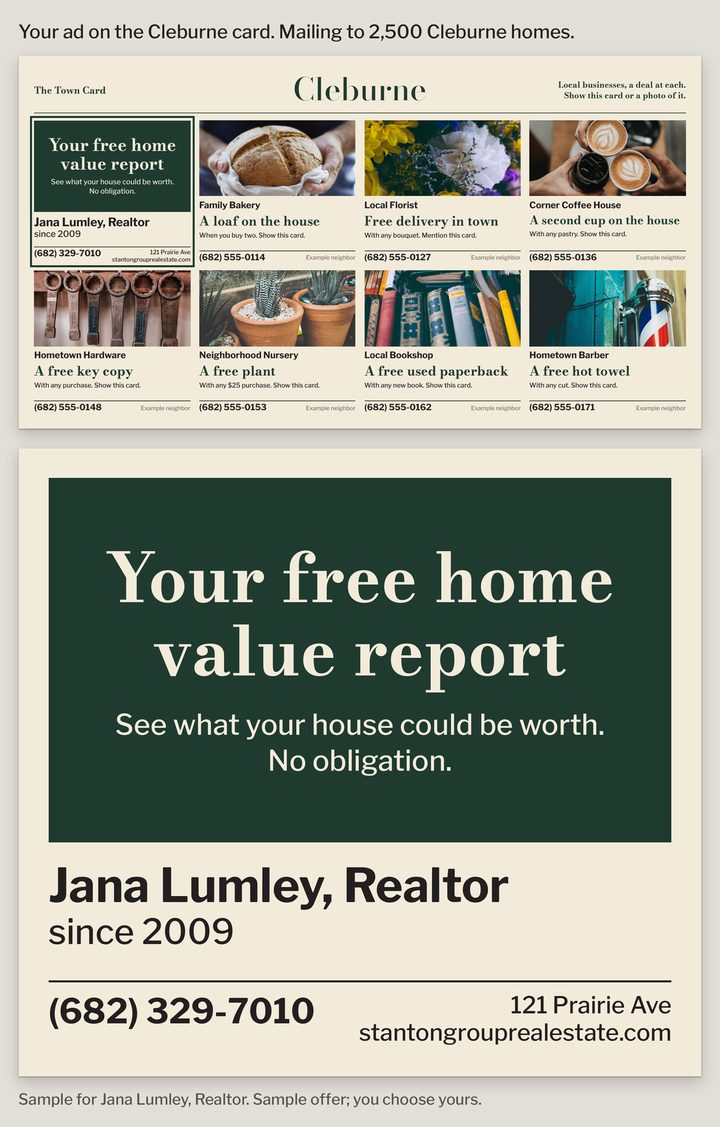 Your ad on the Cleburne card. Mailing to 2,500 Cleburne homes.
The Town Card
Cleburne
Local businesses, a deal at each.
Show this card or a photo of it.
Your free home
value report
See what your house could be worth.
No obligation.
Jana Lumley, Realtor
since 2009
(682) 329-7010
121 Prairie Ave
stantongrouprealestate.com
Family Bakery
A loaf on the house
When you buy two. Show this card.
(682) 555-0114
Example neighbor
Local Florist
Free delivery in town
With any bouquet. Mention this card.
(682) 555-0127
Example neighbor
Corner Coffee House
A second cup on the house
With any pastry. Show this card.
(682) 555-0136
Example neighbor
Hometown Hardware
A free key copy
With any purchase. Show this card.
(682) 555-0148
Example neighbor
Neighborhood Nursery
A free plant
With any $25 purchase. Show this card.
(682) 555-0153
Example neighbor
Local Bookshop
A free used paperback
With any new book. Show this card.
(682) 555-0162
Example neighbor
Hometown Barber
A free hot towel
With any cut. Show this card.
(682) 555-0171
Example neighbor
Your free home
value report
See what your house could be worth.
No obligation.
Jana Lumley, Realtor
since 2009
(682) 329-7010
121 Prairie Ave
stantongrouprealestate.com
Sample for Jana Lumley, Realtor. Sample offer; you choose yours.